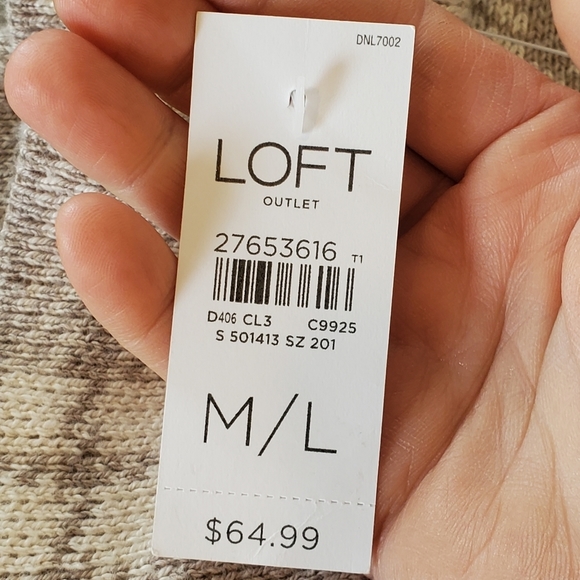 DNL7002
LOFT
OUTLET
27653616 T1
D406 CL3 C9925
S 501413 SZ 201
M/L
$64.99